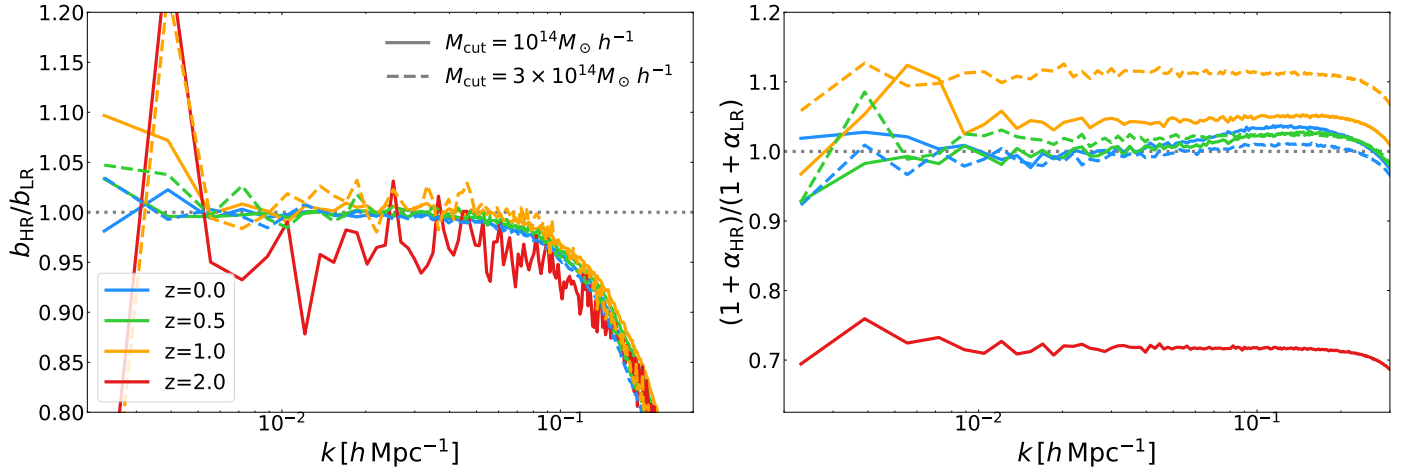 1.20
1.15
1.10
1.05
1.00
0.95
0.90
0.85
0.80
b_HR/b_LR
M_cut = 10^14 M_⊙ h^−1
M_cut = 3 × 10^14 M_⊙ h^−1
z=0.0
z=0.5
z=1.0
z=2.0
10^−2
10^−1
k [h Mpc^−1]
1.2
1.1
1.0
0.9
0.8
0.7
(1 + α_HR)/(1 + α_LR)
10^−2
10^−1
k [h Mpc^−1]